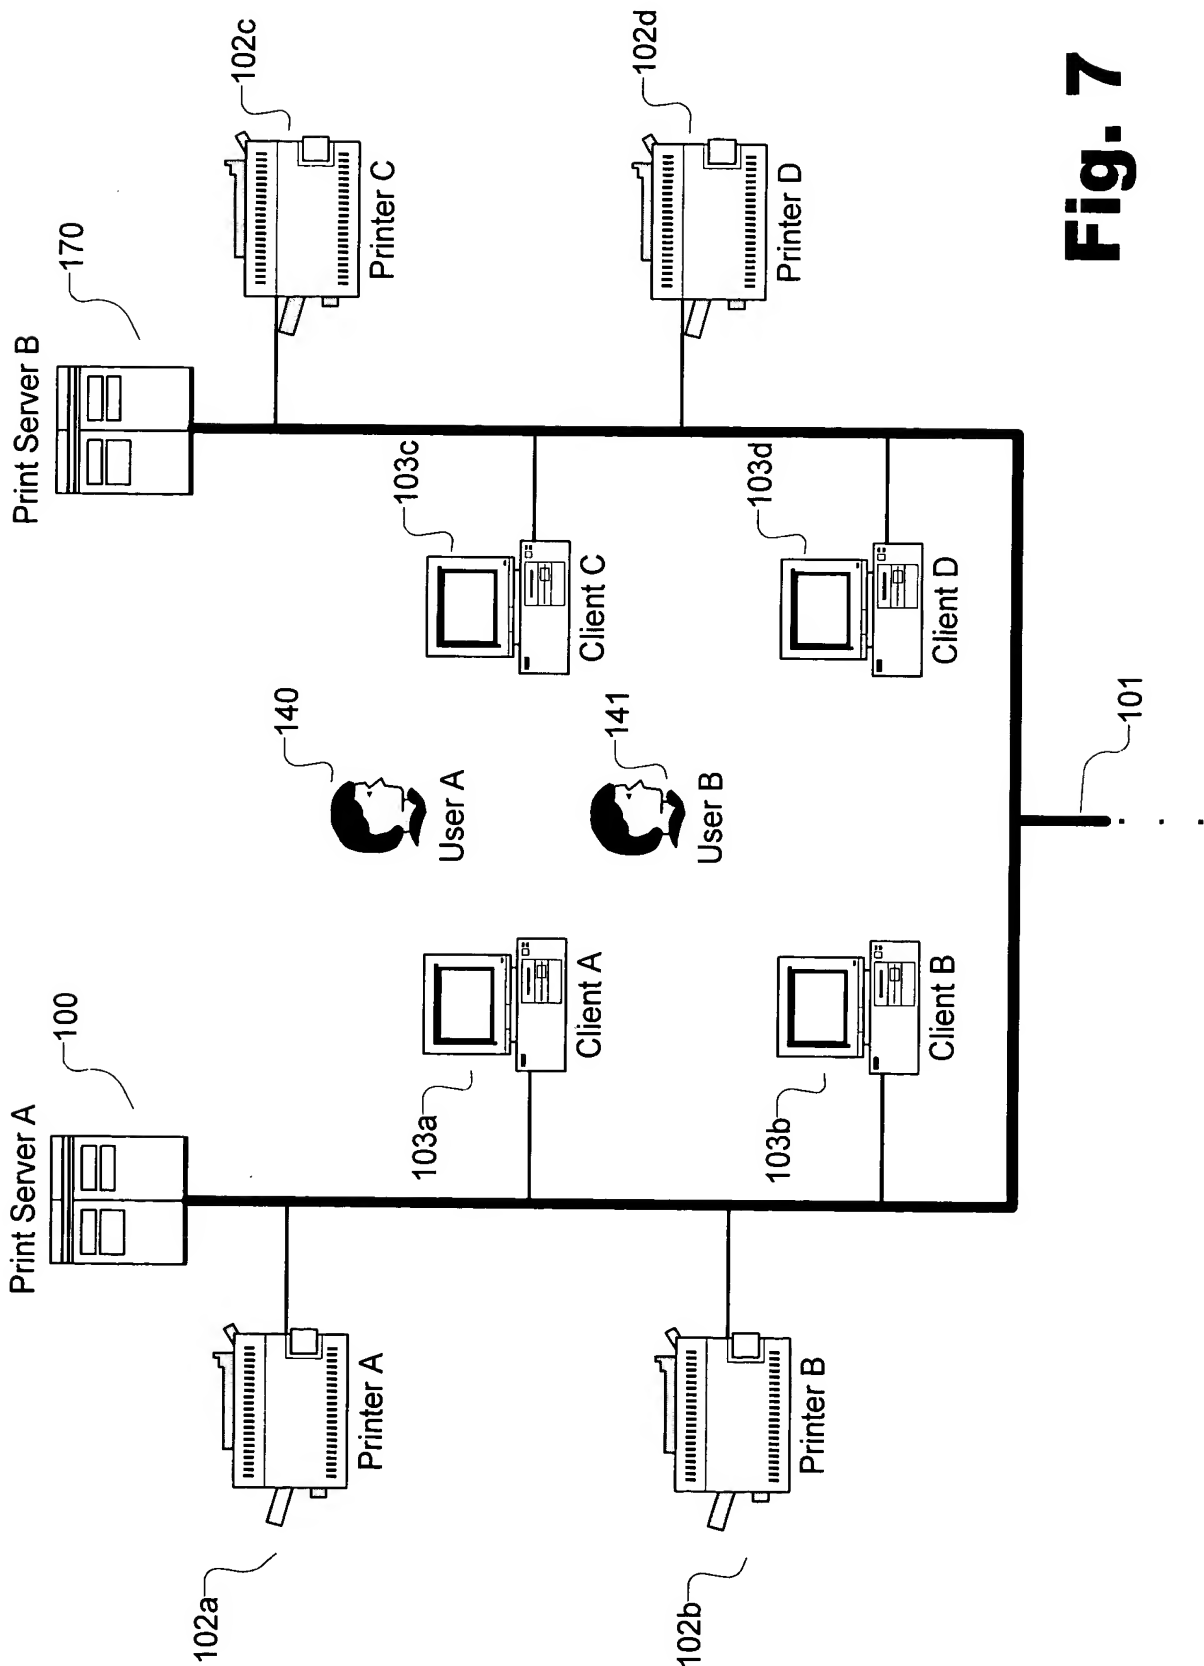 Print Server A
100
Print Server B
170
102a
Printer A
102c
Printer C
140
User A
103a
Client A
103c
Client C
102b
Printer B
102d
Printer D
141
User B
103b
Client B
103d
Client D
101
Fig. 7